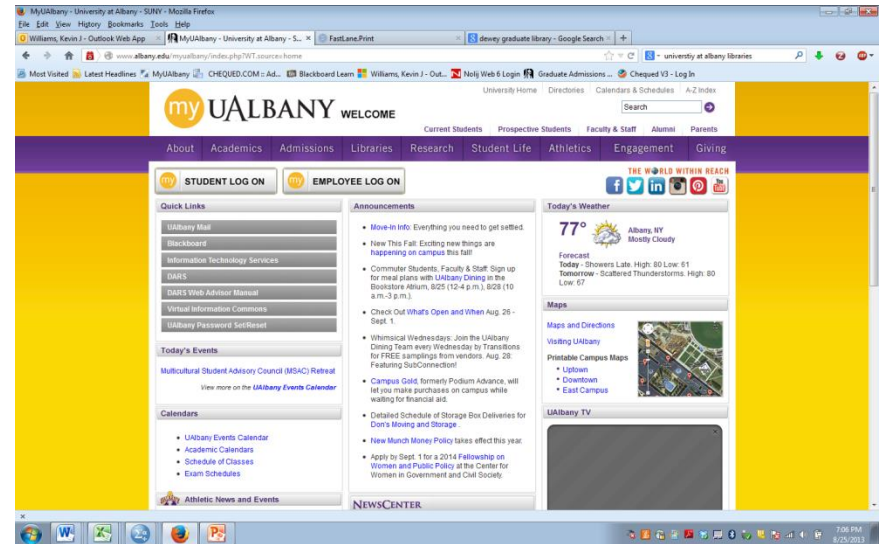 MyUAlbany - University at Albany - SUNY - Mozilla Firefox
File Edit View History Bookmarks Tools Help
Williams, Kevin J - Outlook Web App
MyUAlbany - University at Albany - S...
FastLane.Print
dewey graduate library - Google Search
www.albany.edu/myualbany/index.php?WT.source=home
universtiy at albany libraries
Most Visited Latest Headlines MyUAlbany CHEQUED.COM :: Ad... Blackboard Learn Williams, Kevin J - Out... Nolij Web 6 Login Graduate Admissions ... Chequed V3 - Log In
University Home Directories Calendars & Schedules A-Z Index
my UALBANY WELCOME
Search
Current Students Prospective Students Faculty & Staff Alumni Parents
About Academics Admissions Libraries Research Student Life Athletics Engagement Giving
my STUDENT LOG ON
my EMPLOYEE LOG ON
THE WORLD WITHIN REACH
Quick Links
UAlbany Mail
Blackboard
Information Technology Services
DARS
DARS Web Advisor Manual
Virtual Information Commons
UAlbany Password Set/Reset
Today's Events
Multicultural Student Advisory Council (MSAC) Retreat
View more on the UAlbany Events Calendar
Calendars
UAlbany Events Calendar
Academic Calendars
Schedule of Classes
Exam Schedules
Athletic News and Events
Announcements
Move-In Info: Everything you need to get settled.
New This Fall: Exciting new things are
happening on campus this fall!
Commuter Students, Faculty & Staff: Sign up
for meal plans with UAlbany Dining in the
Bookstore Atrium, 8/25 (12-4 p.m.), 8/28 (10
a.m.-3 p.m.).
Check Out What's Open and When Aug. 26 -
Sept. 1.
Whimsical Wednesdays: Join the UAlbany
Dining Team every Wednesday by Transitions
for FREE samplings from vendors. Aug. 28:
Featuring SubConnection!
Campus Gold, formerly Podium Advance, will
let you make purchases on campus while
waiting for financial aid.
Detailed Schedule of Storage Box Deliveries for
Don's Moving and Storage .
New Munch Money Policy takes effect this year.
Apply by Sept. 1 for a 2014 Fellowship on
Women and Public Policy at the Center for
Women in Government and Civil Society.
NEWSCENTER
Today's Weather
77°
Albany, NY
Mostly Cloudy
Forecast
Today - Showers Late. High: 80 Low: 61
Tomorrow - Scattered Thunderstorms. High: 80
Low: 67
Maps
Maps and Directions
Visiting UAlbany
Printable Campus Maps
Uptown
Downtown
East Campus
UAlbany TV
7:06 PM
8/25/2013